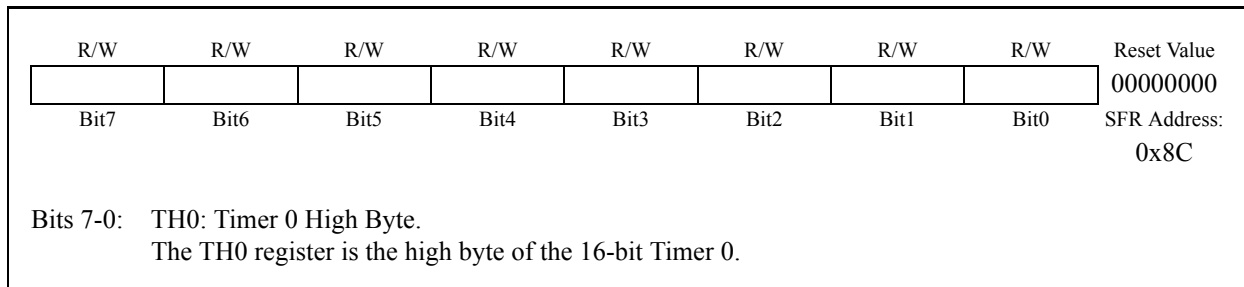 R/W R/W R/W R/W R/W R/W R/W R/W Reset Value
00000000
Bit7 Bit6 Bit5 Bit4 Bit3 Bit2 Bit1 Bit0 SFR Address:
0x8C
Bits 7-0: TH0: Timer 0 High Byte.
The TH0 register is the high byte of the 16-bit Timer 0.